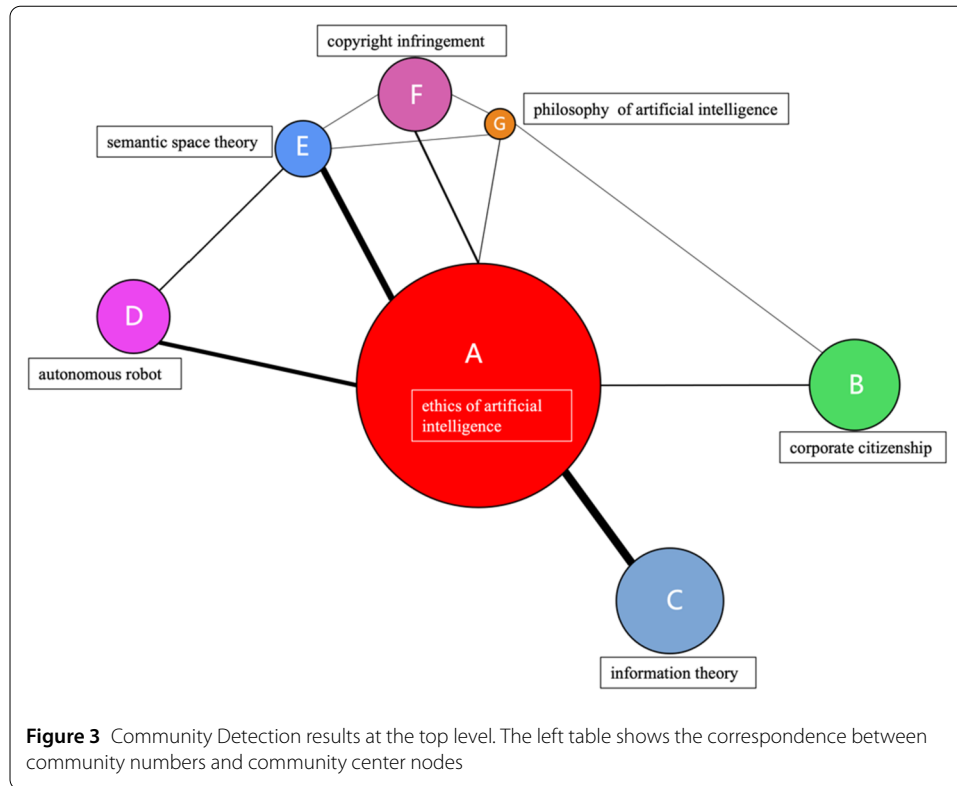 copyright infringement
F
philosophy of artificial intelligence
G
semantic space theory
E
D
autonomous robot
A
ethics of artificial
intelligence
B
corporate citizenship
C
information theory
Figure 3 Community Detection results at the top level. The left table shows the correspondence between
community numbers and community center nodes